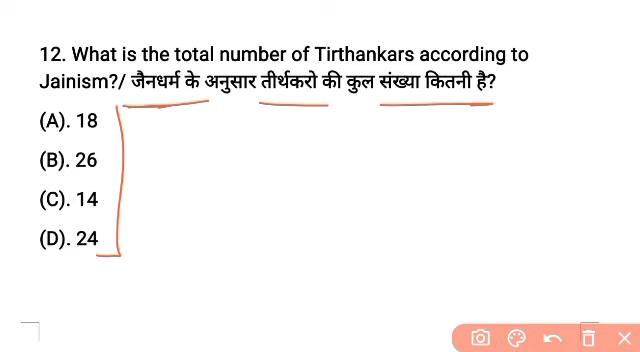 12. What is the total number of Tirthankars according to
Jainism?/ जैनधर्म के अनुसार तीर्थकरो की कुल संख्या कितनी है?
(A). 18
(B). 26
(C). 14
(D). 24